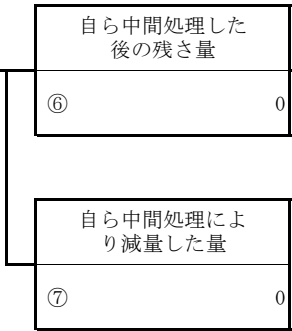 自ら中間処理した
後の残さ量
⑥ 0
自ら中間処理によ
り減量した量
⑦ 0